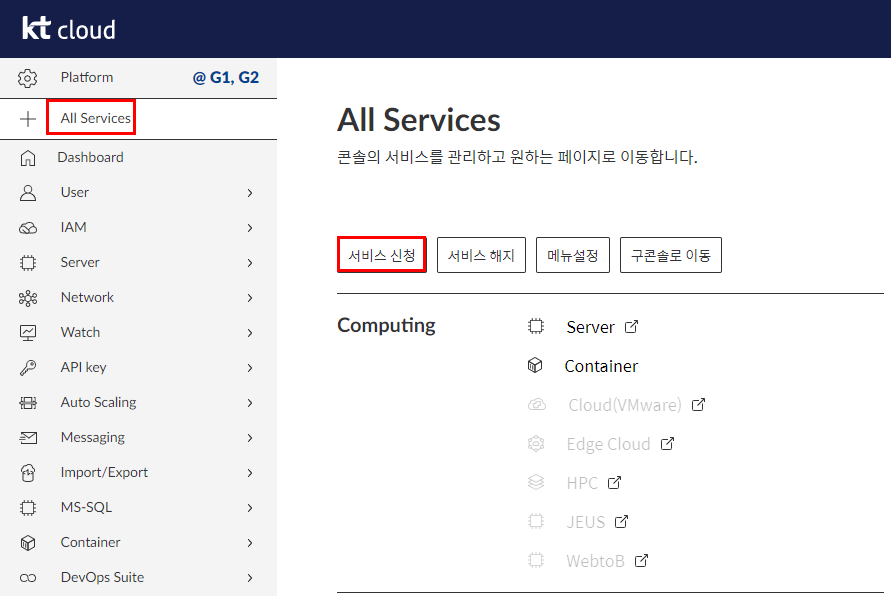 kt cloud
Platform @ G1, G2
All Services
Dashboard
User
IAM
Server
Network
Watch
API key
Auto Scaling
Messaging
Import/Export
MS-SQL
Container
DevOps Suite
All Services
콘솔의 서비스를 관리하고 원하는 페이지로 이동합니다.
서비스 신청 서비스 해지 메뉴설정 구콘솔로 이동
Computing
Server
Container
Cloud(VMware)
Edge Cloud
HPC
JEUS
WebtoB